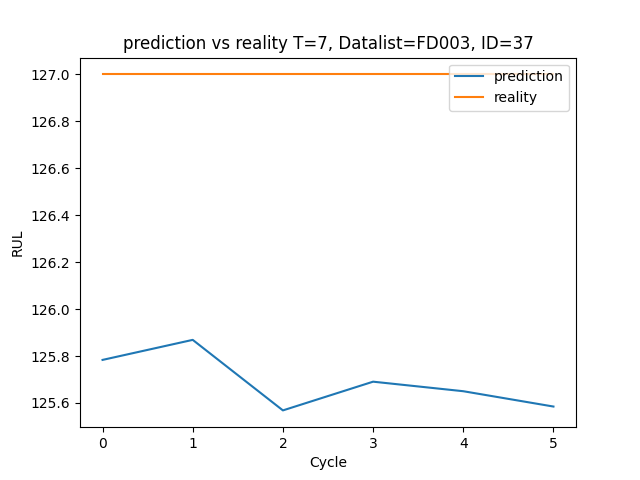 prediction vs reality T=7, Datalist=FD003, ID=37
127.0
126.8
126.6
126.4
126.2
126.0
125.8
125.6
RUL
prediction
reality
0 1 2 3 4 5
Cycle